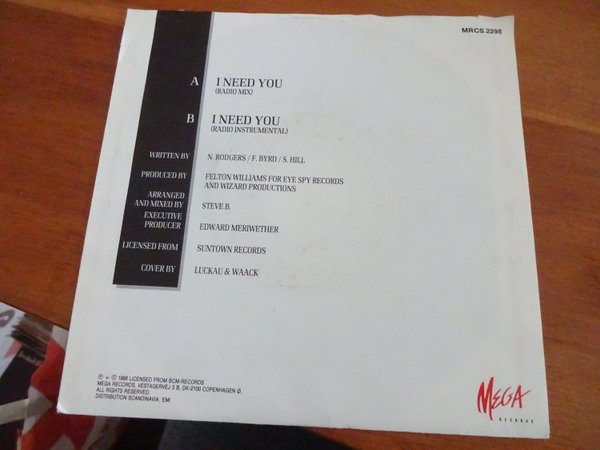 MRCS 2298
A I NEED YOU
(RADIO MIX)
B I NEED YOU
(RADIO INSTRUMENTAL)
WRITTEN BY N. RODGERS / F. BYRD / S. HILL
PRODUCED BY FELTON WILLIAMS FOR EYE SPY RECORDS
AND WIZARD PRODUCTIONS
ARRANGED
AND MIXED BY STEVE B.
EXECUTIVE
PRODUCER EDWARD MERIWETHER
LICENSED FROM SUNTOWN RECORDS
COVER BY LUCKAU & WAACK
℗ + © 1989 LICENSED FROM BCM-RECORDS
MEGA RECORDS, VESTAGERVEJ 3 B, DK-2100 COPENHAGEN Ø.
ALL RIGHTS RESERVED
DISTRIBUTION SCANDINAVIA: EMI
MEGA
RECORDS